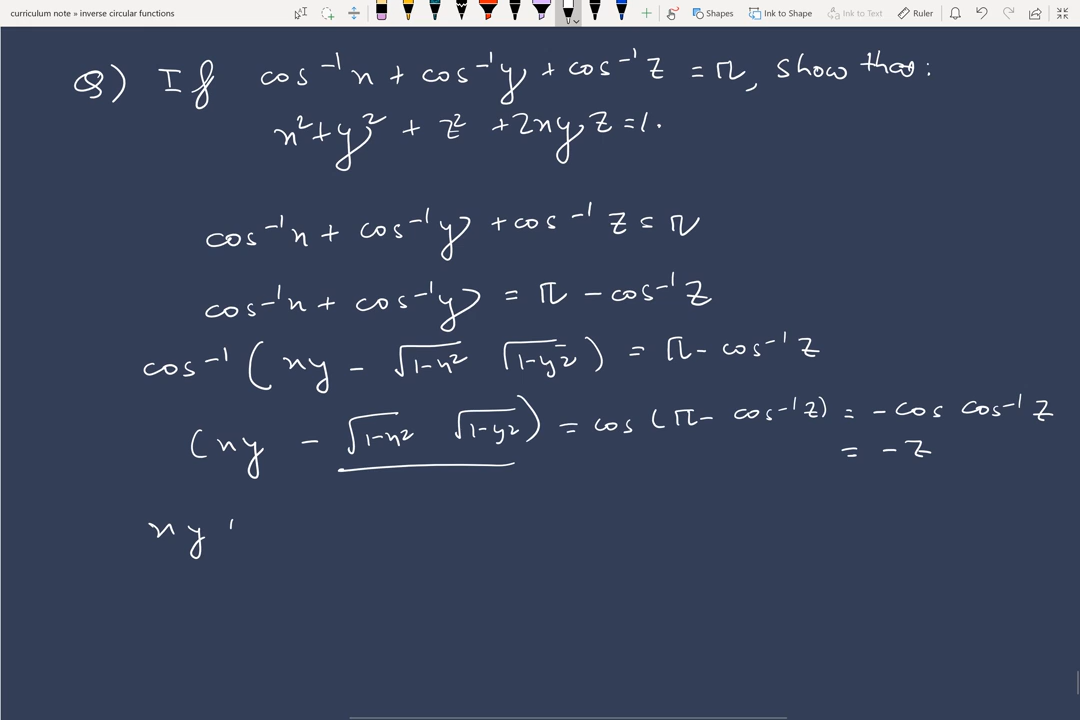 curriculum note » inverse circular functions
Shapes Ink to Shape Ink to Text Ruler
Q) If cos⁻¹x + cos⁻¹y + cos⁻¹z = π, show that:
x² + y² + z² + 2xyz = 1.
cos⁻¹x + cos⁻¹y + cos⁻¹z = π
cos⁻¹x + cos⁻¹y = π - cos⁻¹z
cos⁻¹(xy - √1-x² √1-y²) = π - cos⁻¹z
(xy - √1-x² √1-y²) = cos(π - cos⁻¹z) = -cos cos⁻¹z
= -z
xy